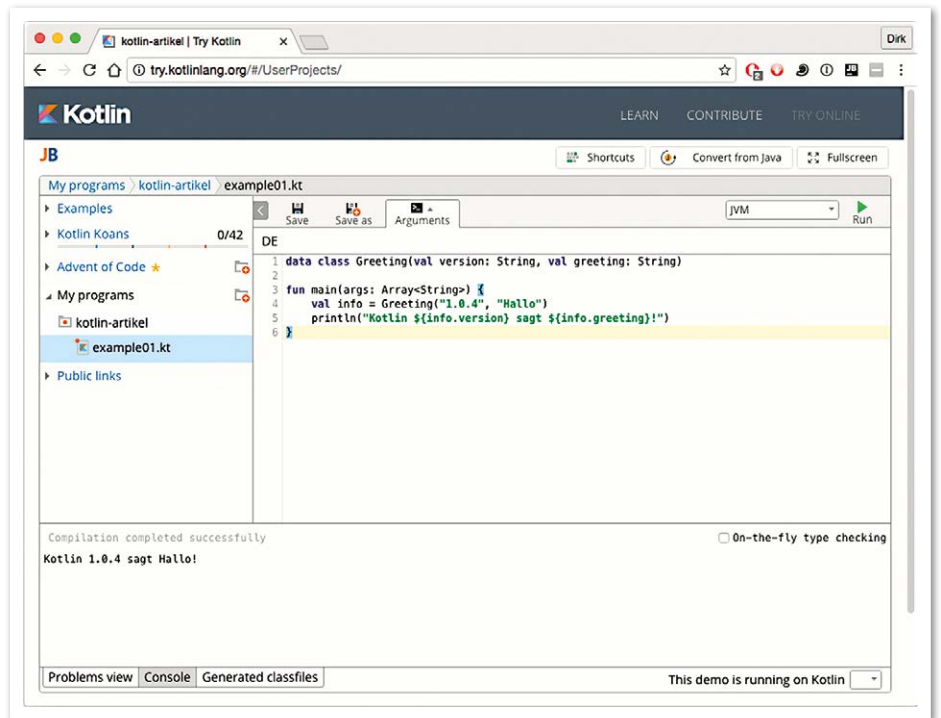 kotlin-artikel | Try Kotlin
Dirk
try.kotlinlang.org/#/UserProjects/
Kotlin
LEARN CONTRIBUTE TRY ONLINE
JB
Shortcuts Convert from Java Fullscreen
My programs kotlin-artikel example01.kt
Examples
Kotlin Koans 0/42
Advent of Code
My programs
kotlin-artikel
example01.kt
Public links
Save Save as Arguments JVM Run
DE
1 data class Greeting(val version: String, val greeting: String)
2
3 fun main(args: Array<String>) {
4 val info = Greeting("1.0.4", "Hallo")
5 println("Kotlin ${info.version} sagt ${info.greeting}!")
6 }
Compilation completed successfully
On-the-fly type checking
Kotlin 1.0.4 sagt Hallo!
Problems view Console Generated classfiles
This demo is running on Kotlin